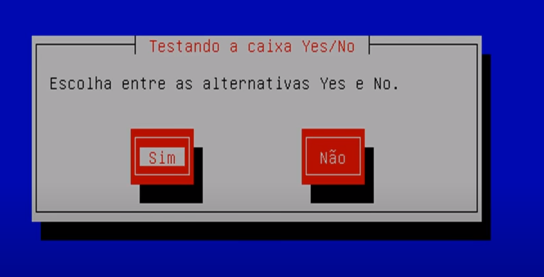 Testando a caixa Yes/No
Escolha entre as alternativas Yes e No.
Sim Não